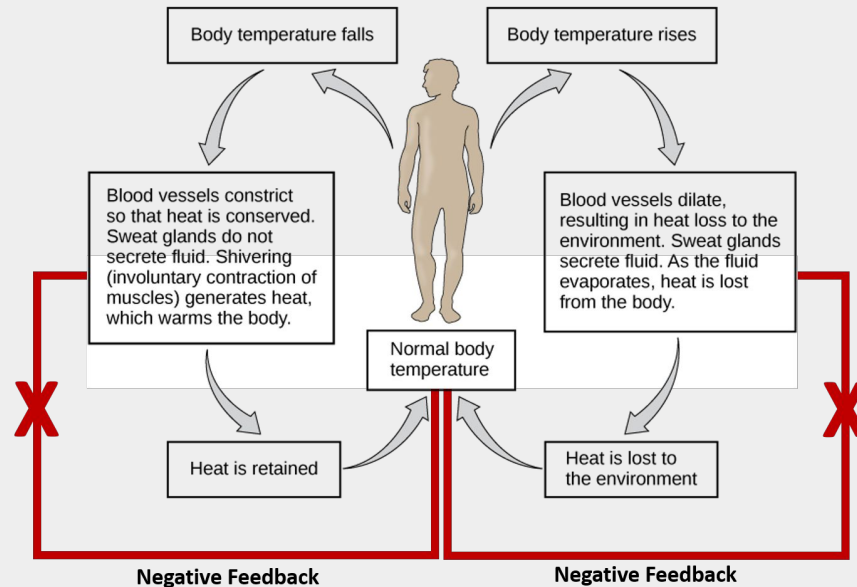 Body temperature falls
Body temperature rises
Blood vessels constrict
so that heat is conserved.
Sweat glands do not
secrete fluid. Shivering
(involuntary contraction of
muscles) generates heat,
which warms the body.
Blood vessels dilate,
resulting in heat loss to the
environment. Sweat glands
secrete fluid. As the fluid
evaporates, heat is lost
from the body.
Normal body
temperature
X
X
Heat is retained
Heat is lost to
the environment
Negative Feedback
Negative Feedback